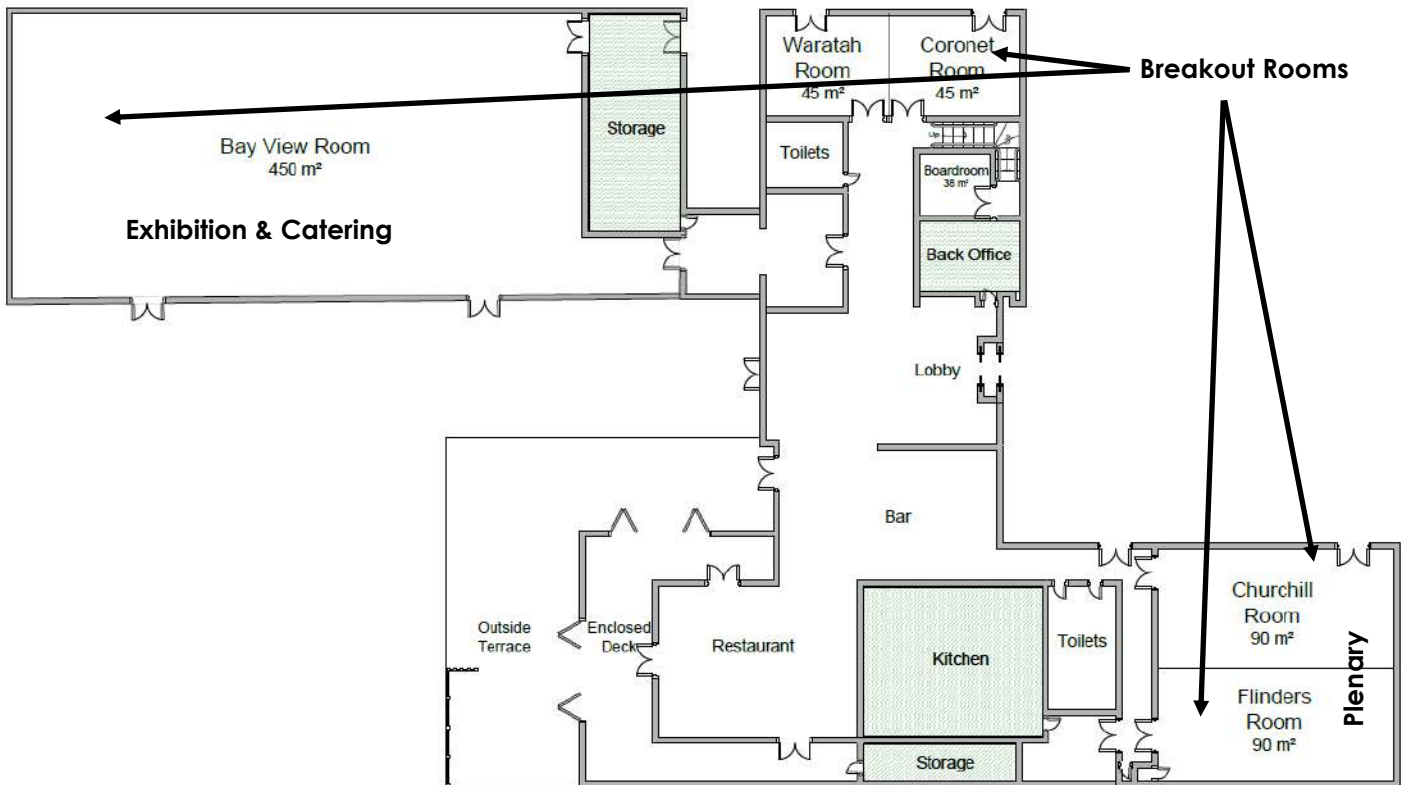 Waratah
Room
45 m²
Coronet
Room
45 m²
Breakout Rooms
Storage
Bay View Room
450 m²
Exhibition & Catering
Toilets
Up
Boardroom
38 m²
Back Office
Lobby
Bar
Churchill
Room
90 m²
Outside
Terrace
Enclosed
Deck
Restaurant
Kitchen
Toilets
Plenary
Flinders
Room
90 m²
Storage